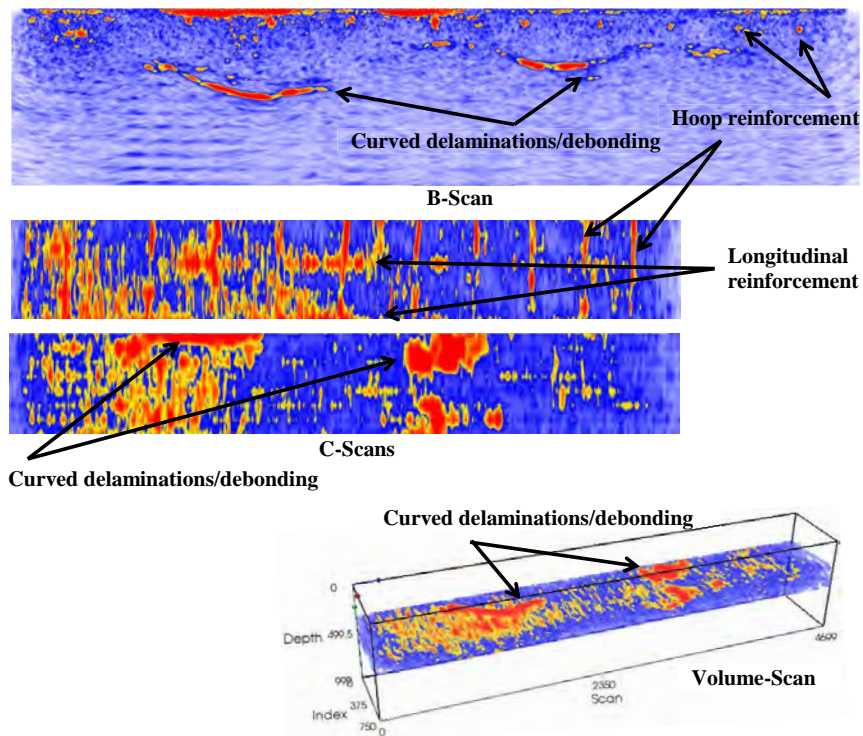 Curved delaminations/debonding
Hoop reinforcement
B-Scan
Longitudinal
reinforcement
C-Scans
Curved delaminations/debonding
Curved delaminations/debonding
0
Depth
499.5
0
Index
375
750
0
2350
Scan
4699
Volume-Scan